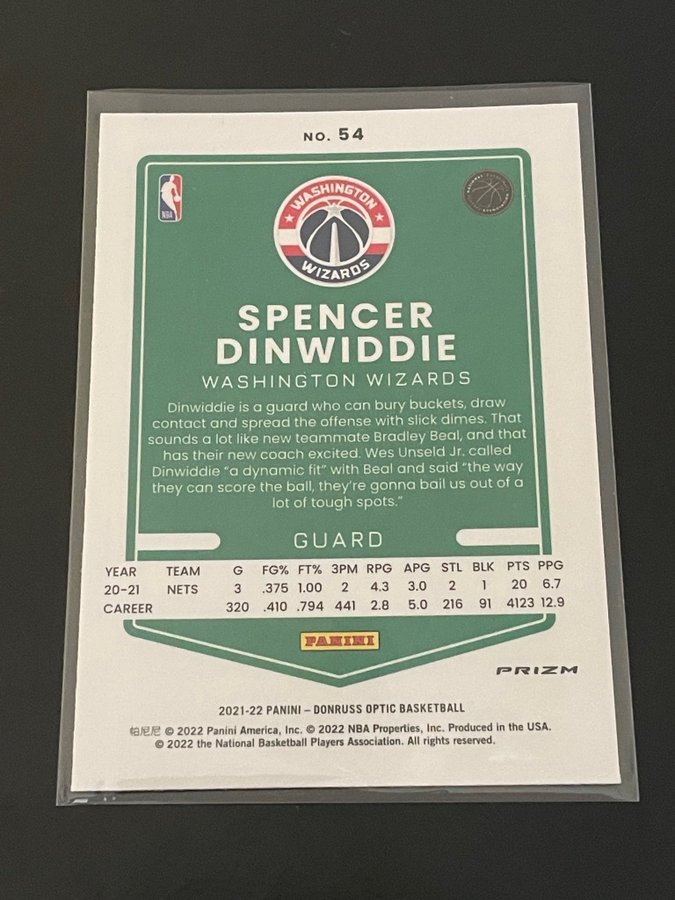 NO. 54
NBA
WASHINGTON
WIZARDS
SPENCER
DINWIDDIE
WASHINGTON WIZARDS
Dinwiddie is a guard who can bury buckets, draw
contact and spread the offense with slick dimes. That
sounds a lot like new teammate Bradley Beal, and that
has their new coach excited. Wes Unseld Jr. called
Dinwiddie “a dynamic fit” with Beal and said “the way
they can score the ball, they’re gonna bail us out of a
lot of tough spots.”
GUARD
YEAR TEAM G FG% FT% 3PM RPG APG STL BLK PTS PPG
20-21 NETS 3 .375 1.00 2 4.3 3.0 2 1 20 6.7
CAREER 320 .410 .794 441 2.8 5.0 216 91 4123 12.9
PANINI
PRIZM
2021-22 PANINI – DONRUSS OPTIC BASKETBALL
帕尼尼 © 2022 Panini America, Inc. © 2022 NBA Properties, Inc. Produced in the USA.
© 2022 the National Basketball Players Association. All rights reserved.